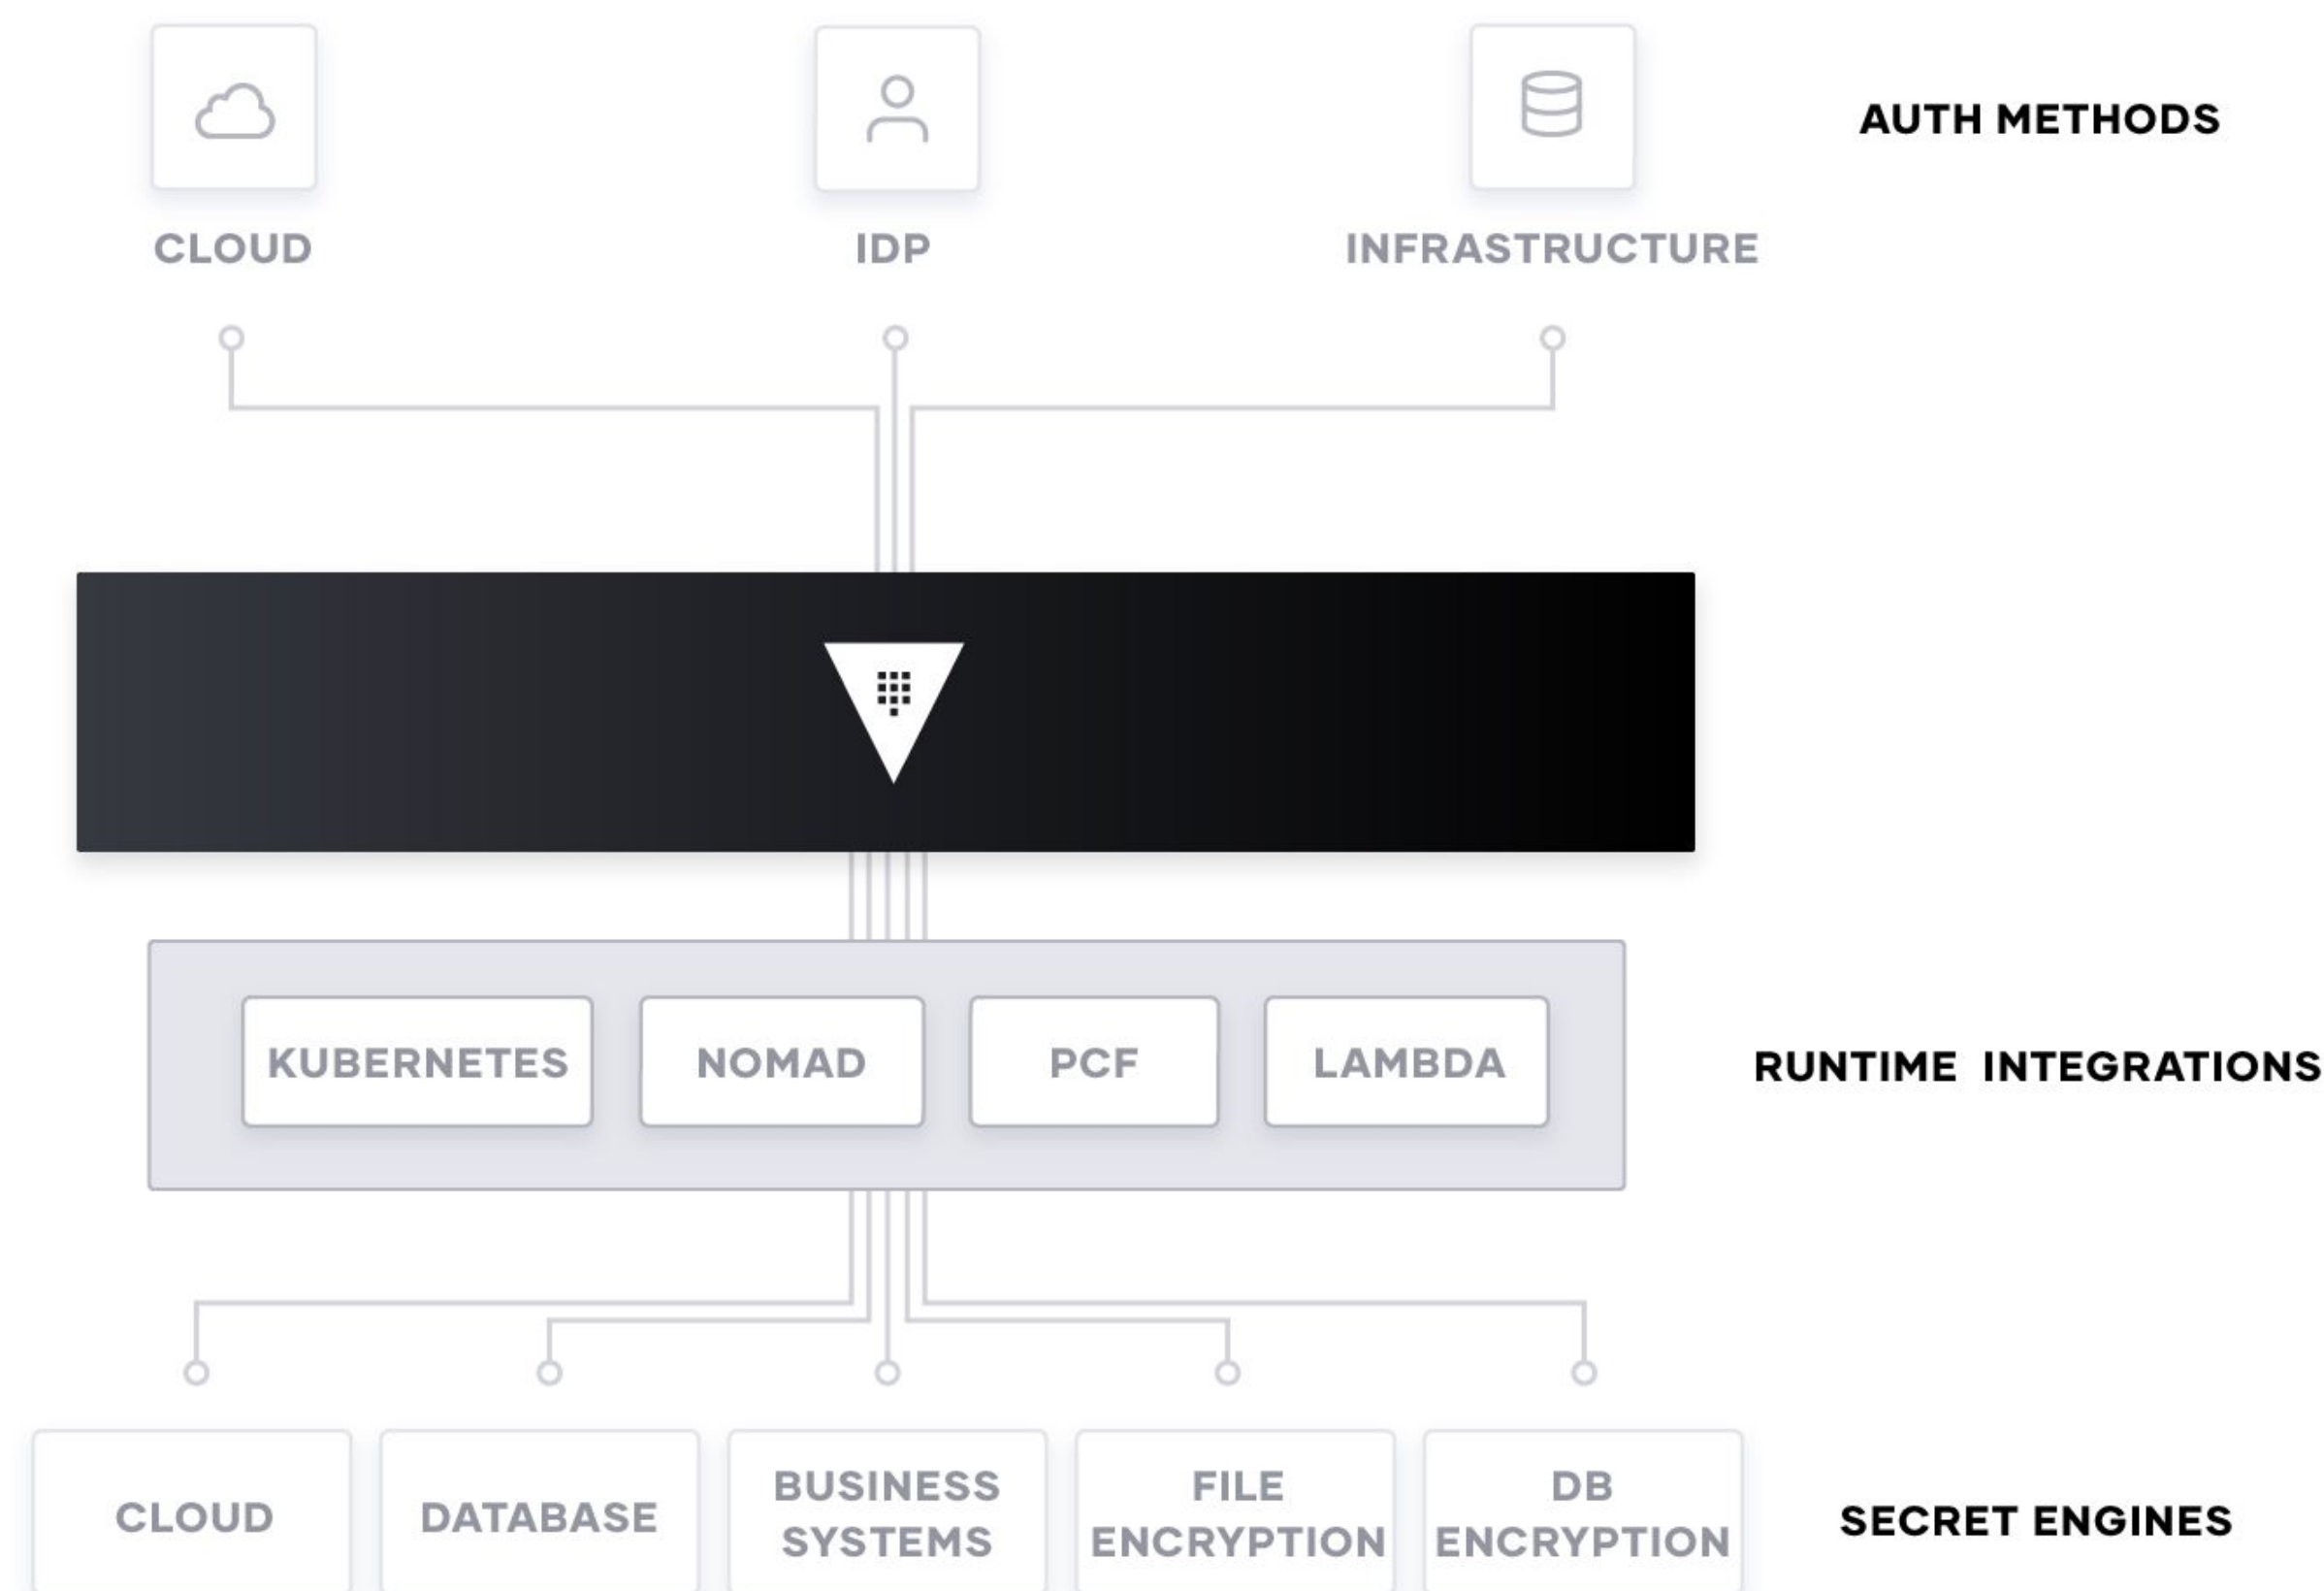 AUTH METHODS
CLOUD
IDP
INFRASTRUCTURE
KUBERNETES
NOMAD
PCF
LAMBDA
RUNTIME INTEGRATIONS
CLOUD
DATABASE
BUSINESS
SYSTEMS
FILE
ENCRYPTION
DB
ENCRYPTION
SECRET ENGINES